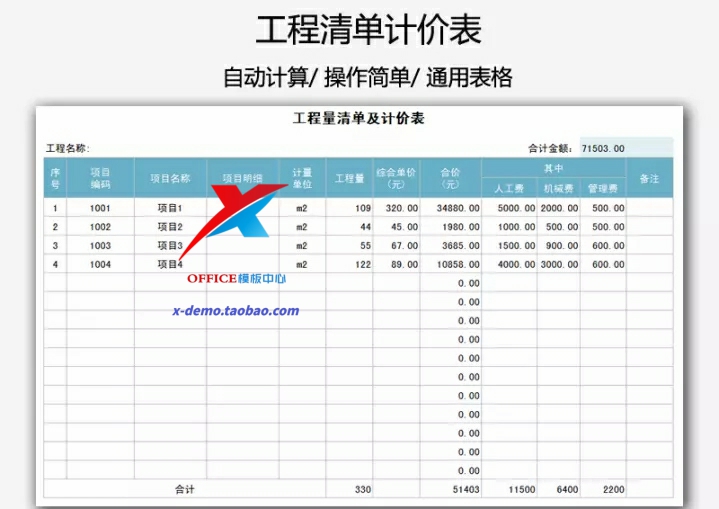 工程清单计价表
自动计算/ 操作简单/ 通用表格
工程量清单及计价表
工程名称: 合计金额: 71503.00
序号 项目编码 项目名称 项目明细 计量单位 工程量 综合单价（元） 合价（元） 其中 备注
人工费 机械费 管理费
1 1001 项目1 m2 109 320.00 34880.00 5000.00 2000.00 500.00
2 1002 项目2 m2 44 45.00 1980.00 1000.00 500.00 500.00
3 1003 项目3 m2 55 67.00 3685.00 1500.00 900.00 600.00
4 1004 项目4 m2 122 89.00 10858.00 4000.00 3000.00 600.00
OFFICE模版中心
0.00
x-demo.taobao.com
0.00
0.00
0.00
0.00
0.00
0.00
0.00
0.00
0.00
0.00
合计 330 51403 11500 6400 2200